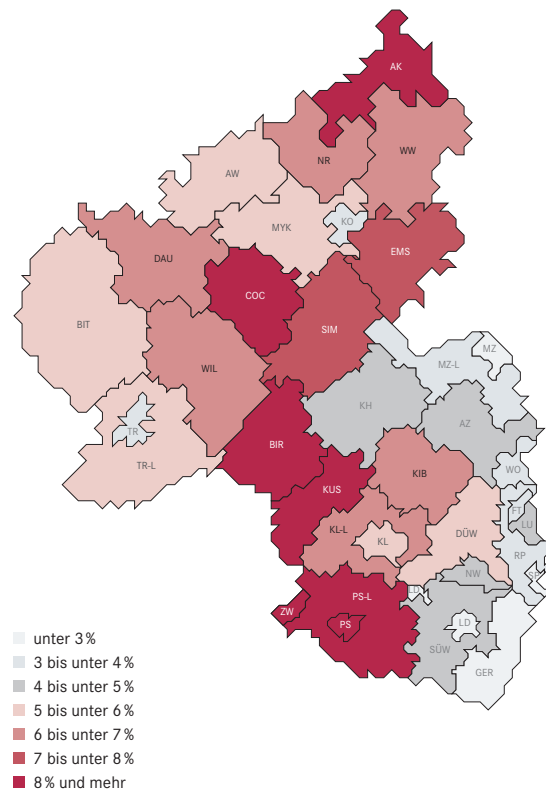 AK
NR
WW
AW
MYK
KO
EMS
DAU
COC
SIM
BIT
WIL
MZ
MZ-L
KH
AZ
TR
TR-L
BIR
KUS
KIB
WO
FT
LU
KL-L
KL
DÜW
RP
NW
SP
LD
PS-L
ZW
PS
LD
SÜW
GER
unter 3 %
3 bis unter 4 %
4 bis unter 5 %
5 bis unter 6 %
6 bis unter 7 %
7 bis unter 8 %
8 % und mehr